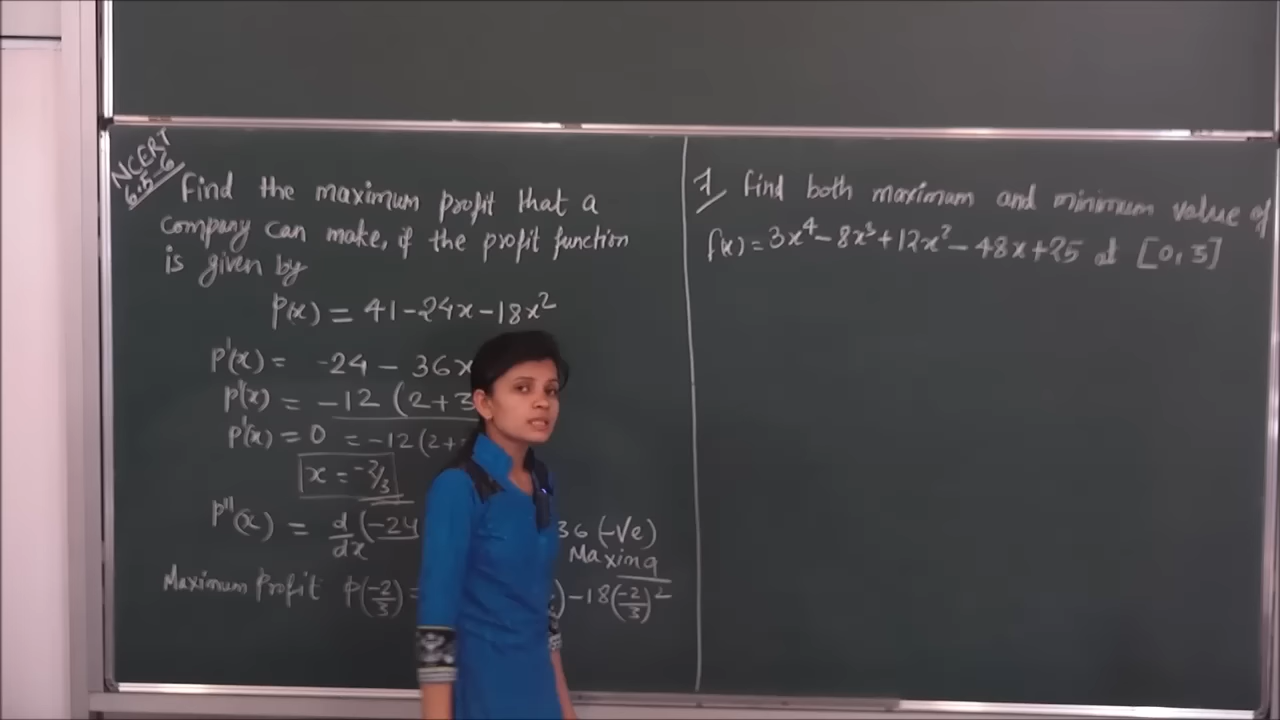 NCERT
6.5-6
Find the maximum profit that a
company can make, if the profit function
is given by
p(x) = 41-24x-18x²
p'(x) = -24 - 36x
p'(x) = -12 (2+3
p'(x) = 0 = -12(2+
x = -2/3
p''(x) = d/dx (-24 36 (-Ve)
Maxima
Maximum Profit p(-2/3) = )-18(-2/3)²
7 Find both maximum and minimum value of
f(x) = 3x⁴-8x³+12x²-48x+25 at [0,3]